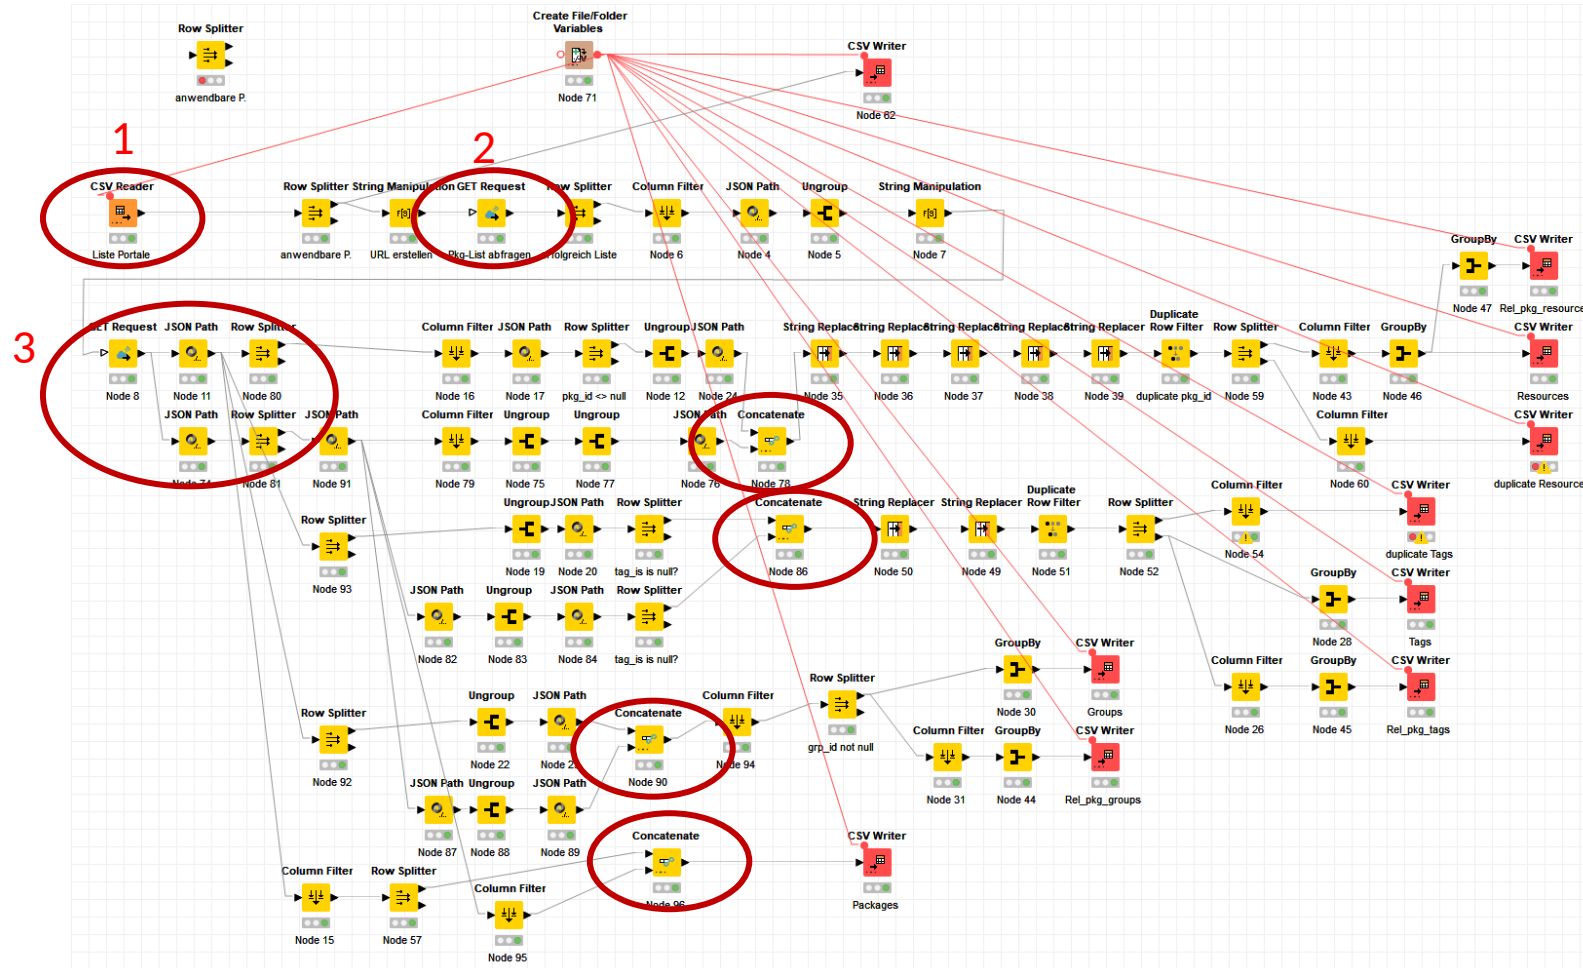 Create File/Folder
Variables
Row Splitter
CSV Writer
anwendbare P.
Node 71
Node 62
1
2
CSV Reader
Row Splitter
String Manipulation
GET Request
Row Splitter
Column Filter
JSON Path
Ungroup
String Manipulation
Liste Portale
anwendbare P.
URL erstellen
Pkg-List abfragen
Node 6
Node 4
Node 5
Node 7
GroupBy
CSV Writer
Node 47
Rel_pkg_resource
3
GET Request
JSON Path
Row Splitter
Column Filter
JSON Path
Row Splitter
Ungroup
JSON Path
String Replacer
String Replacer
String Replacer
String Replacer
String Replacer
Duplicate
Row Filter
Row Splitter
Column Filter
GroupBy
CSV Writer
Node 8
Node 11
Node 80
Node 16
Node 17
pkg_id <> null
Node 12
Node 24
Node 35
Node 36
Node 37
Node 38
Node 39
duplicate pkg_id
Node 59
Node 43
Node 46
Resources
JSON Path
Row Splitter
JSON Path
Column Filter
Ungroup
Ungroup
JSON Path
Concatenate
Column Filter
CSV Writer
Node 74
Node 81
Node 91
Node 79
Node 75
Node 77
Node 76
Node 78
Node 60
duplicate Resource
Row Splitter
Ungroup
JSON Path
Row Splitter
Concatenate
String Replacer
String Replacer
Duplicate
Row Filter
Row Splitter
Column Filter
CSV Writer
Node 93
Node 19
Node 20
tag_is is null?
Node 86
Node 50
Node 49
Node 51
Node 52
Node 54
duplicate Tags
JSON Path
Ungroup
JSON Path
Row Splitter
GroupBy
CSV Writer
Node 82
Node 83
Node 84
tag_is is null?
Node 28
Tags
GroupBy
CSV Writer
Column Filter
GroupBy
CSV Writer
Node 30
Groups
Node 26
Node 45
Rel_pkg_tags
Row Splitter
Ungroup
JSON Path
Concatenate
Column Filter
Row Splitter
Node 92
Node 22
Node 90
Node 94
grp_id not null
Column Filter
GroupBy
CSV Writer
Node 31
Node 44
Rel_pkg_groups
JSON Path
Ungroup
JSON Path
Node 87
Node 88
Node 89
Concatenate
CSV Writer
Node 96
Packages
Column Filter
Row Splitter
Column Filter
Node 15
Node 57
Node 95